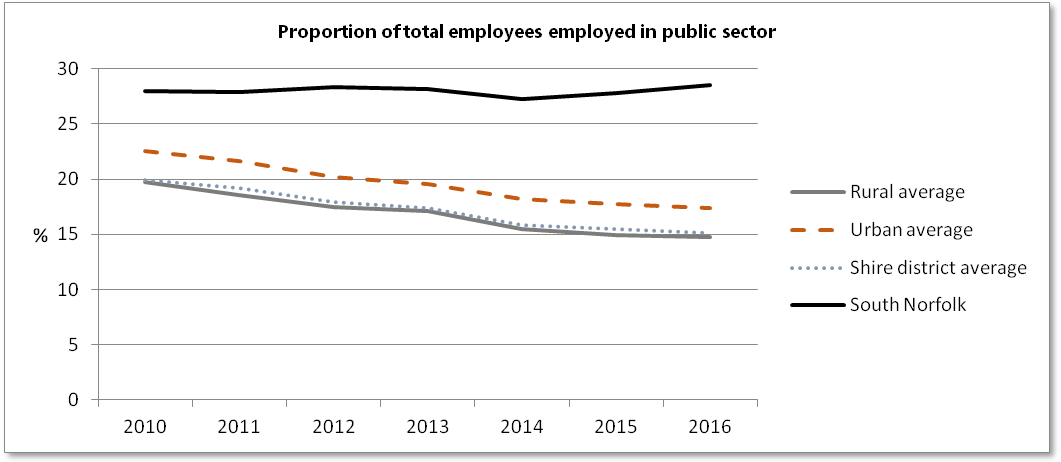 Proportion of total employees employed in public sector
30
25
20
15
10
5
0
%
2010 2011 2012 2013 2014 2015 2016
Rural average
Urban average
Shire district average
South Norfolk